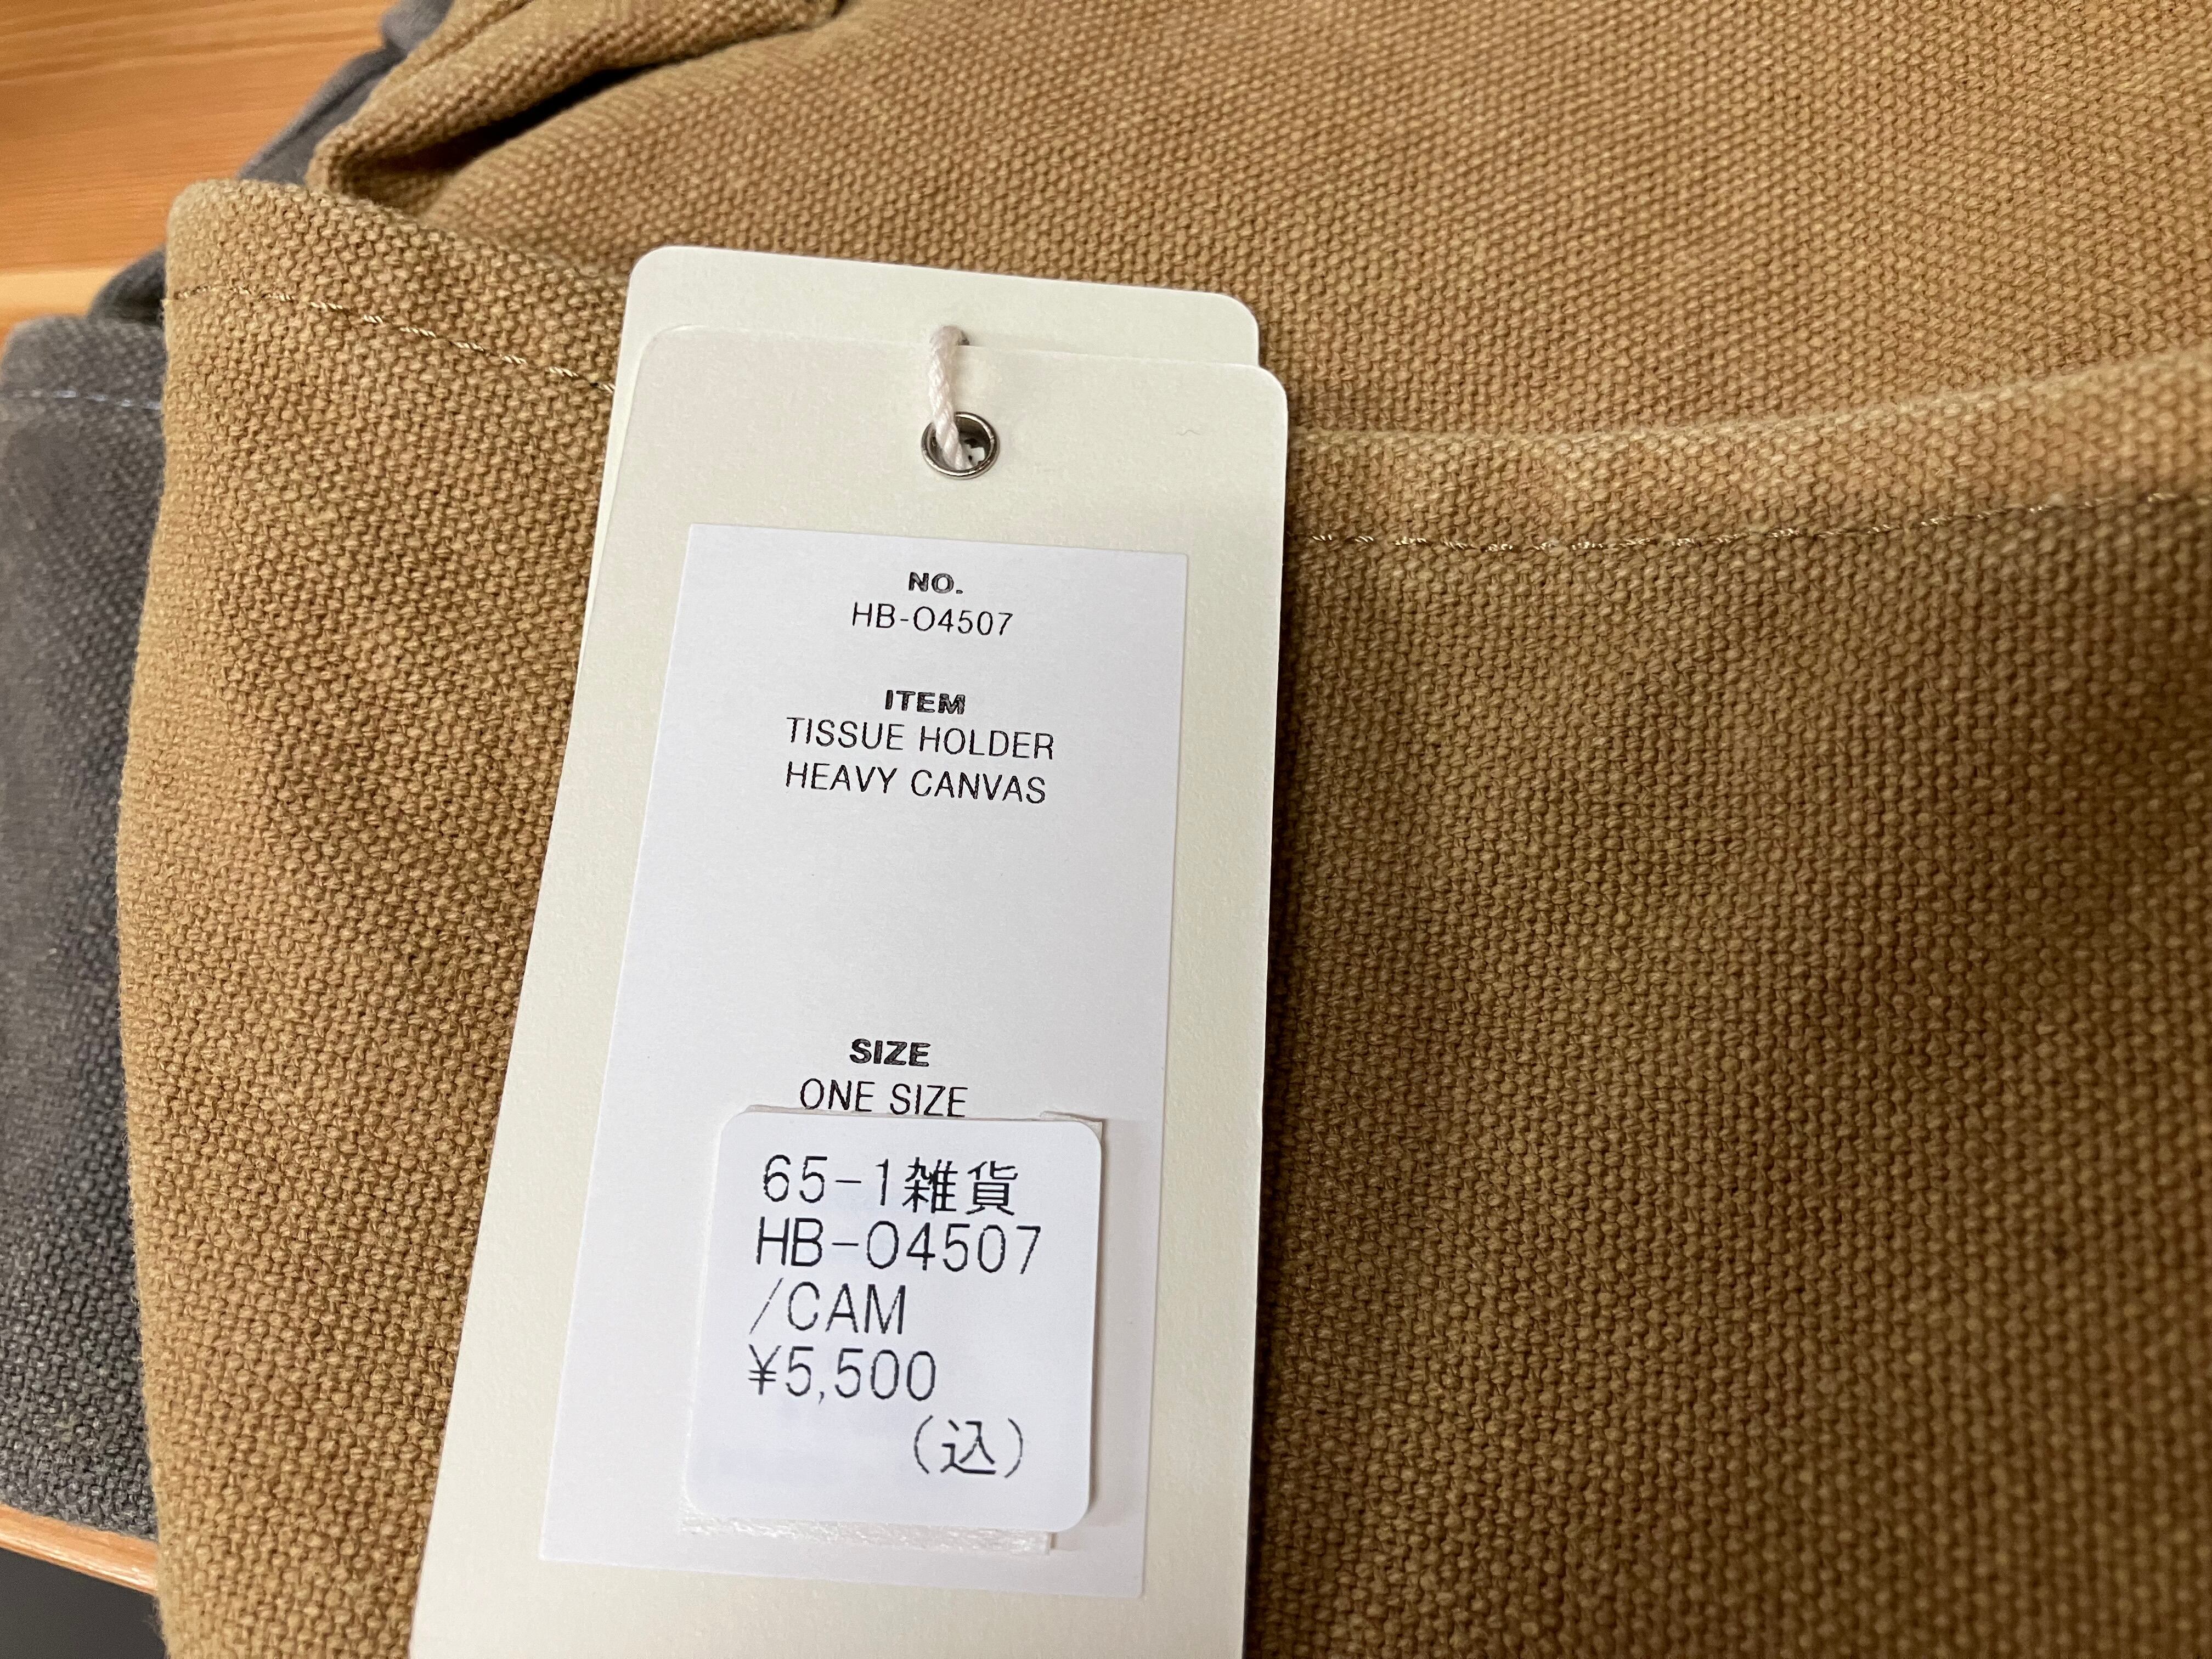 NO.
HB-O4507
ITEM
TISSUE HOLDER
HEAVY CANVAS
SIZE
ONE SIZE
65-1雑貨
HB-O4507
/CAM
¥5,500
(込)